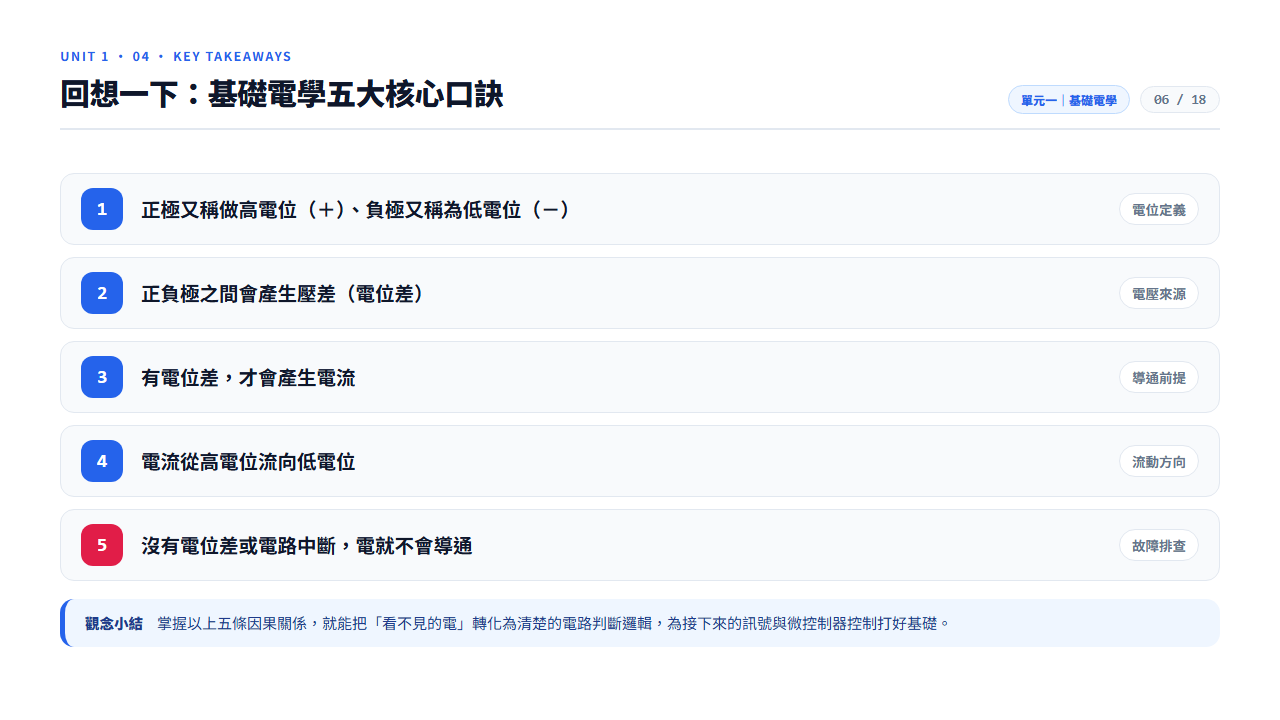 UNIT 1 • 04 • KEY TAKEAWAYS
回想一下：基礎電學五大核心口訣
單元一｜基礎電學
06 / 18
1
正極又稱做高電位（＋）、負極又稱為低電位（－）
電位定義
2
正負極之間會產生壓差（電位差）
電壓來源
3
有電位差，才會產生電流
導通前提
4
電流從高電位流向低電位
流動方向
5
沒有電位差或電路中斷，電就不會導通
故障排查
觀念小結 掌握以上五條因果關係，就能把「看不見的電」轉化為清楚的電路判斷邏輯，為接下來的訊號與微控制器控制打好基礎。